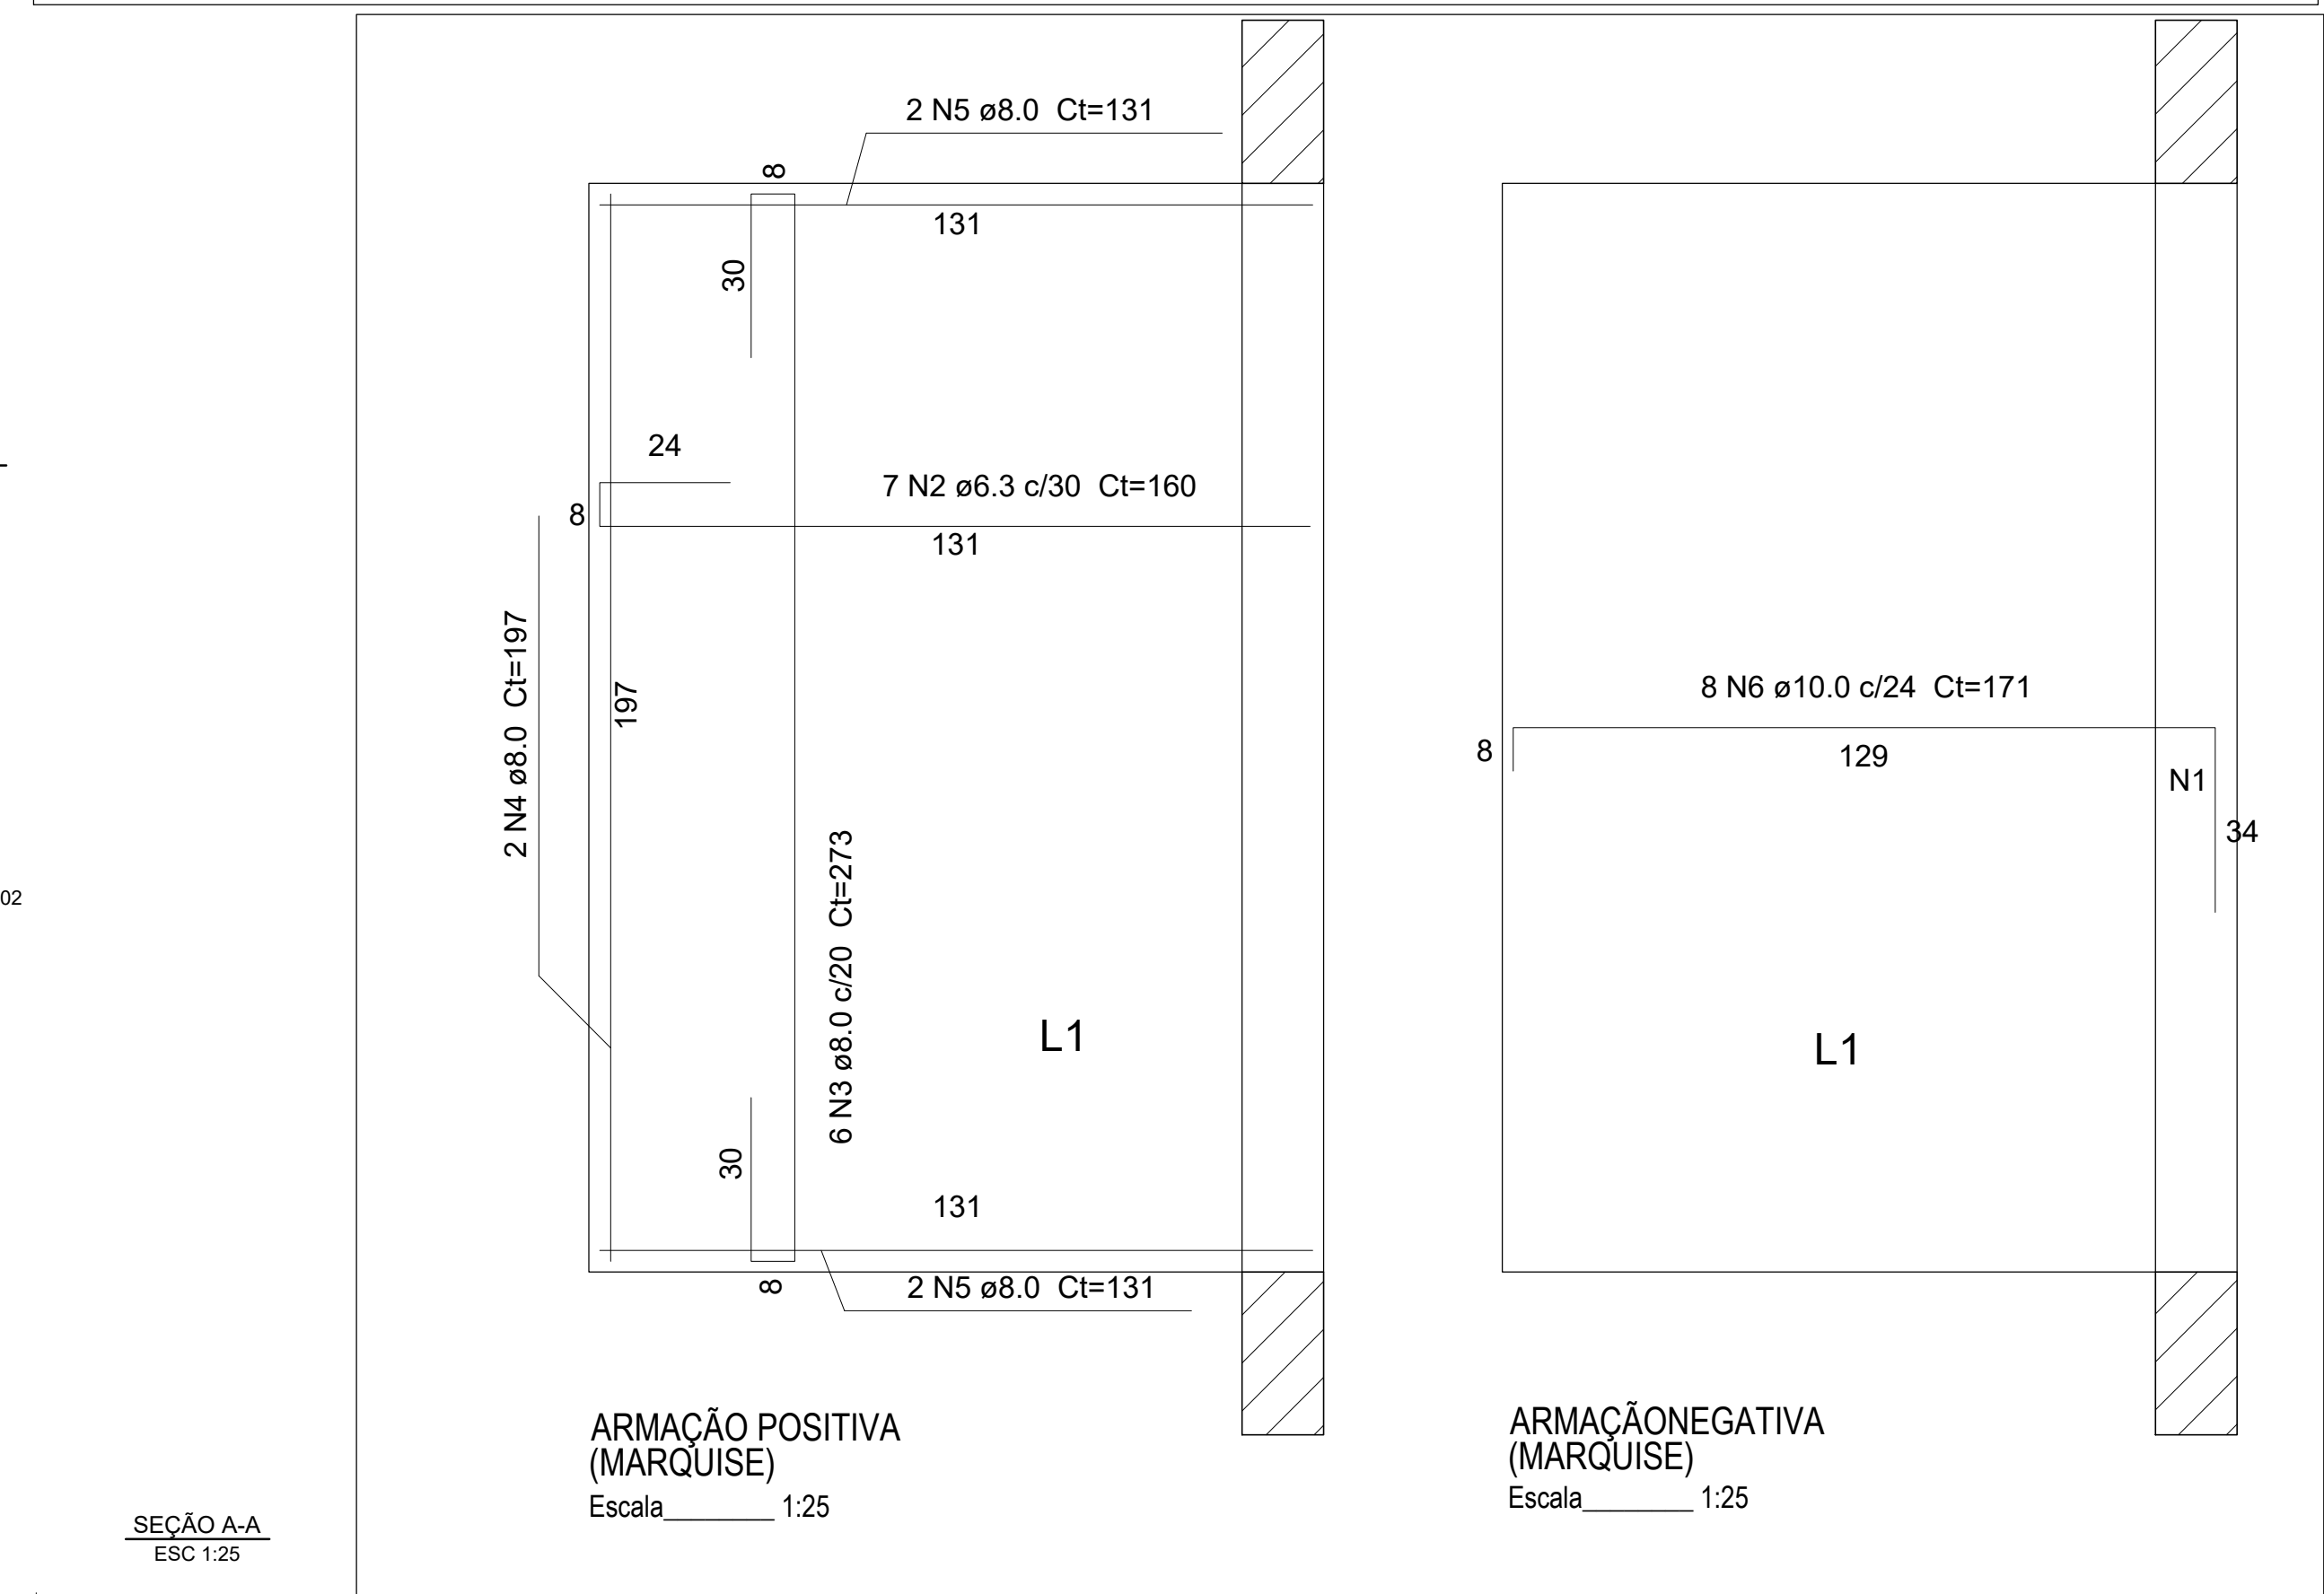 2 N5 ø8.0 Ct=131
8
131
30
24
7 N2 ø6.3 c/30 Ct=160
8
131
2 N4 ø8.0 Ct=197
197
6 N3 ø8.0 c/20 Ct=273
L1
30
131
8
2 N5 ø8.0 Ct=131
ARMAÇÃO POSITIVA
(MARQUISE)
Escala________ 1:25
8 N6 ø10.0 c/24 Ct=171
8
129
N1
34
L1
ARMAÇÃONEGATIVA
(MARQUISE)
Escala________ 1:25
02
SEÇÃO A-A
ESC 1:25